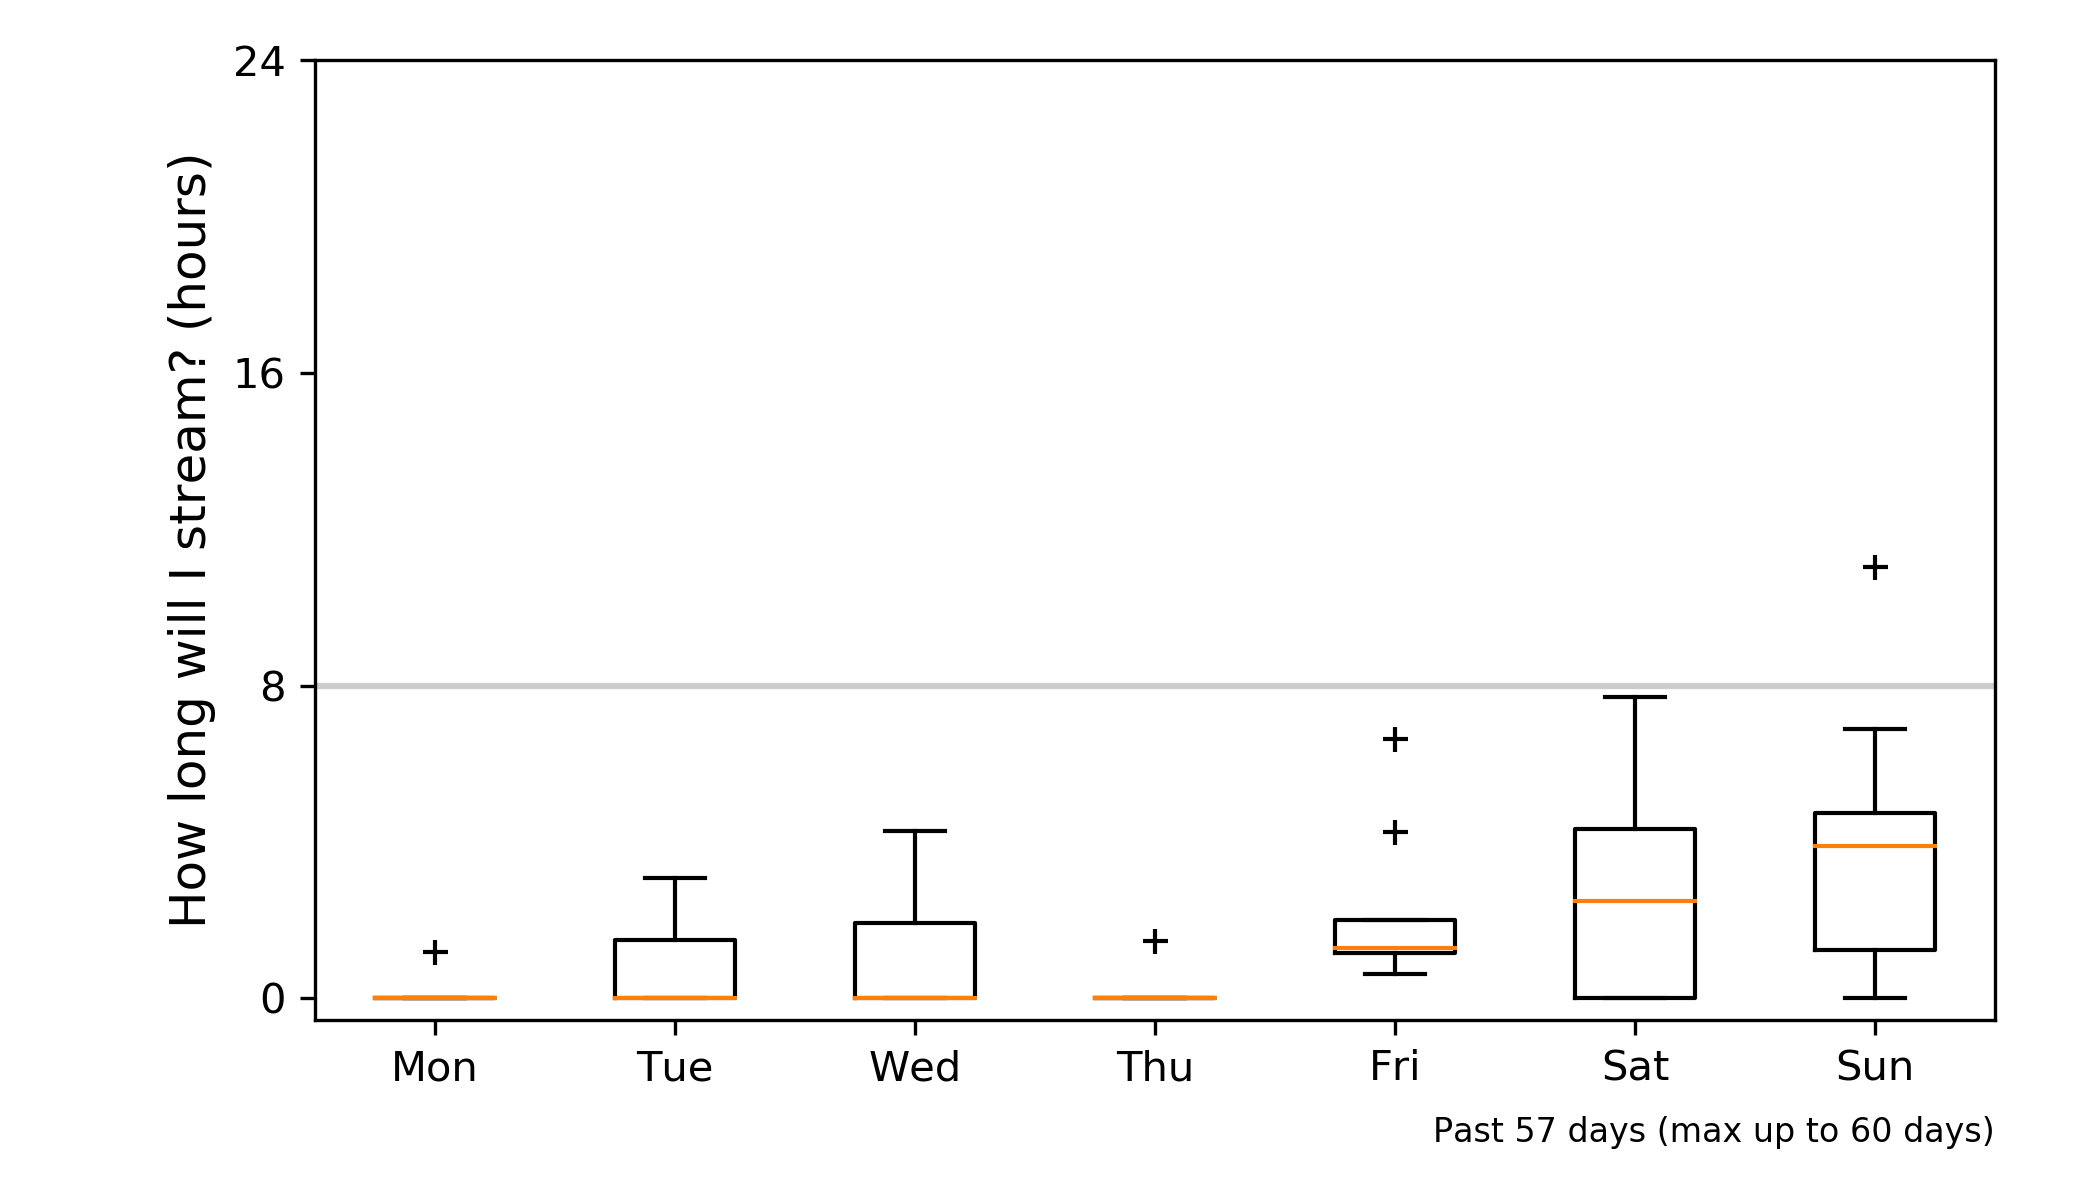 How long will I stream? (hours)
24
16
8
0
Mon Tue Wed Thu Fri Sat Sun
Past 57 days (max up to 60 days)